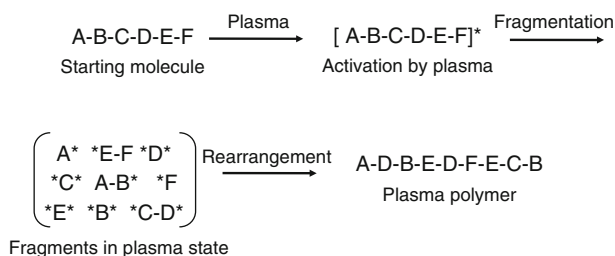 Plasma
Fragmentation
A-B-C-D-E-F
[ A-B-C-D-E-F]*
Starting molecule
Activation by plasma
A* *E-F *D*
*C* A-B* *F
*E* *B* *C-D*
Rearrangement
A-D-B-E-D-F-E-C-B
Plasma polymer
Fragments in plasma state